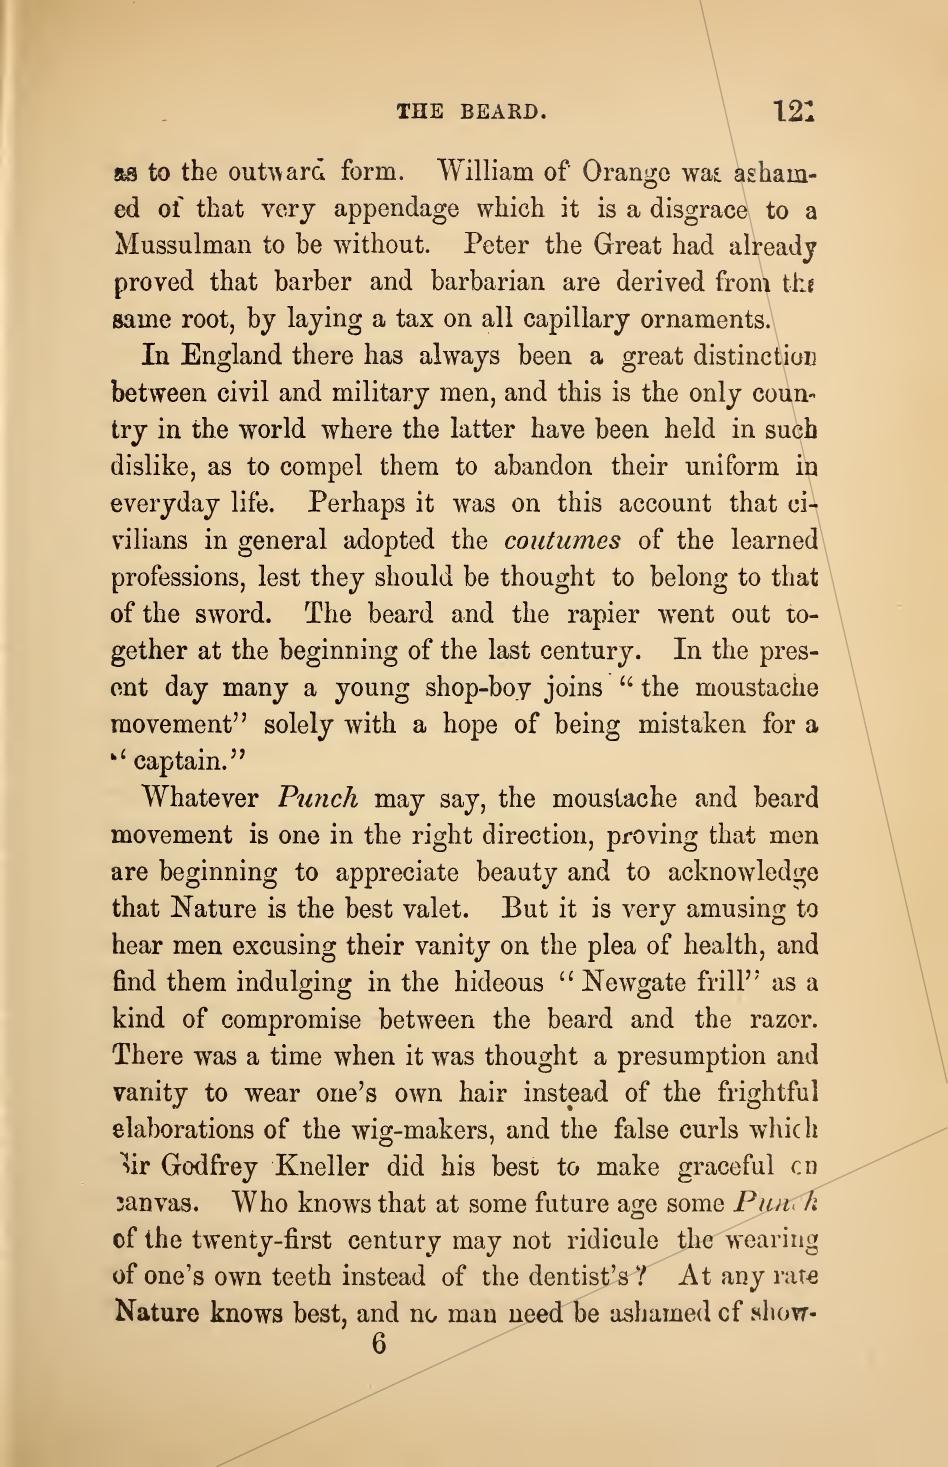 THE BEARD. 121
as to the outward form. William of Orange was asham-
ed of that very appendage which it is a disgrace to a
Mussulman to be without. Peter the Great had already
proved that barber and barbarian are derived from the
same root, by laying a tax on all capillary ornaments.
In England there has always been a great distinction
between civil and military men, and this is the only coun-
try in the world where the latter have been held in such
dislike, as to compel them to abandon their uniform in
everyday life. Perhaps it was on this account that ci-
vilians in general adopted the coutumes of the learned
professions, lest they should be thought to belong to that
of the sword. The beard and the rapier went out to-
gether at the beginning of the last century. In the pres-
ent day many a young shop-boy joins “ the moustache
movement” solely with a hope of being mistaken for a
“ captain.”
Whatever Punch may say, the moustache and beard
movement is one in the right direction, proving that men
are beginning to appreciate beauty and to acknowledge
that Nature is the best valet. But it is very amusing to
hear men excusing their vanity on the plea of health, and
find them indulging in the hideous “ Newgate frill” as a
kind of compromise between the beard and the razor.
There was a time when it was thought a presumption and
vanity to wear one’s own hair instead of the frightful
elaborations of the wig-makers, and the false curls which
Sir Godfrey Kneller did his best to make graceful on
canvas. Who knows that at some future age some Punch
of the twenty-first century may not ridicule the wearing
of one’s own teeth instead of the dentist’s? At any rate
Nature knows best, and no man need be ashamed of show-
6